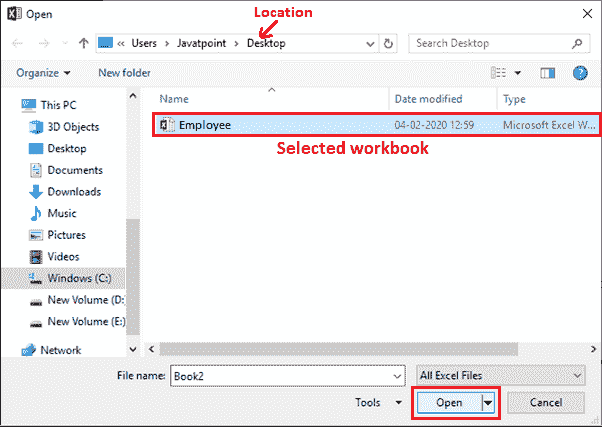 Open
Location
« Users > Javatpoint > Desktop
Search Desktop
Organize
New folder
This PC
3D Objects
Desktop
Documents
Downloads
Music
Pictures
Videos
Windows (C:)
New Volume (D:
New Volume (E:)
Network
Name
Date modified
Type
Employee
04-02-2020 12:59
Microsoft Excel W...
Selected workbook
File name:
Book2
All Excel Files
Tools
Open
Cancel